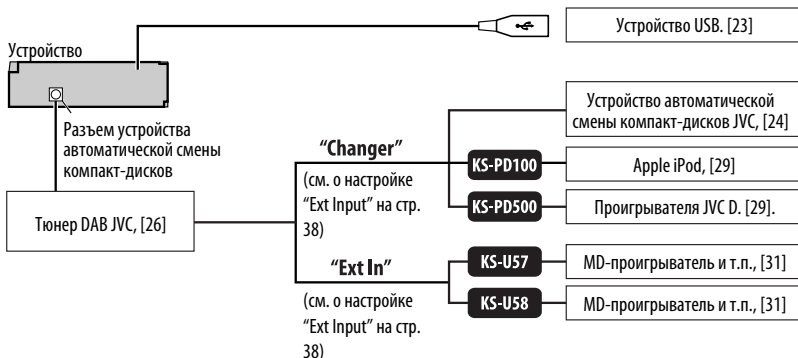 Устройство USB. [23]
Устройство
Разъем устройства
автоматической смены
компакт-дисков
Тюнер DAB JVC, [26]
“Changer”
(см. о настройке
“Ext Input” на стр.
38)
Устройство автоматической
смены компакт-дисков JVC, [24]
KS-PD100
Apple iPod, [29]
KS-PD500
Проигрывателя JVC D. [29].
“Ext In”
(см. о настройке
“Ext Input” на стр.
38)
KS-U57
MD-проигрыватель и т.п., [31]
KS-U58
MD-проигрыватель и т.п., [31]